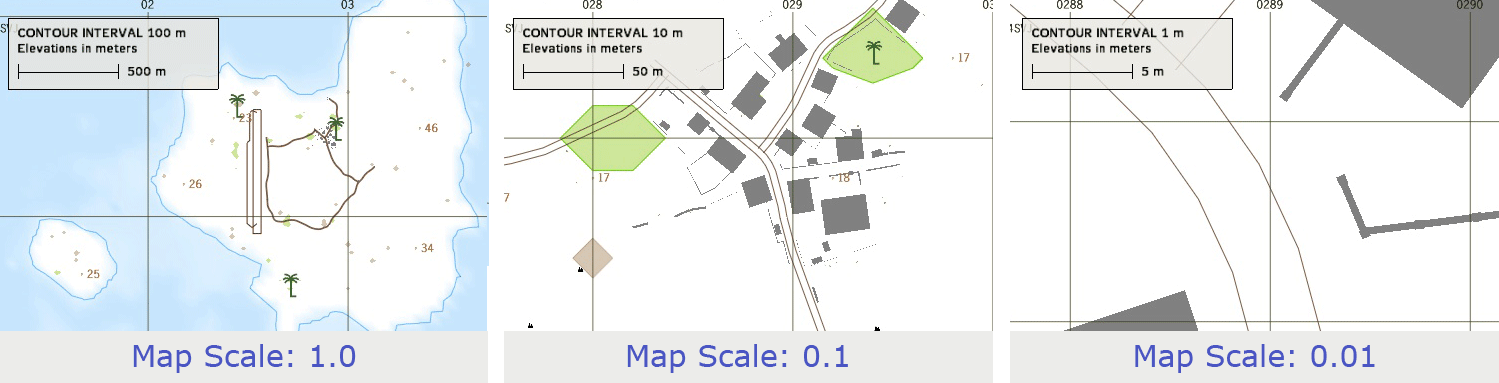 02 03
CONTOUR INTERVAL 100 m
Elevations in meters
500 m
23
46
26
34
25
Map Scale: 1.0
028 029
CONTOUR INTERVAL 10 m
Elevations in meters
50 m
17
17
18
7
Map Scale: 0.1
0288 0289 0290
CONTOUR INTERVAL 1 m
Elevations in meters
5 m
Map Scale: 0.01